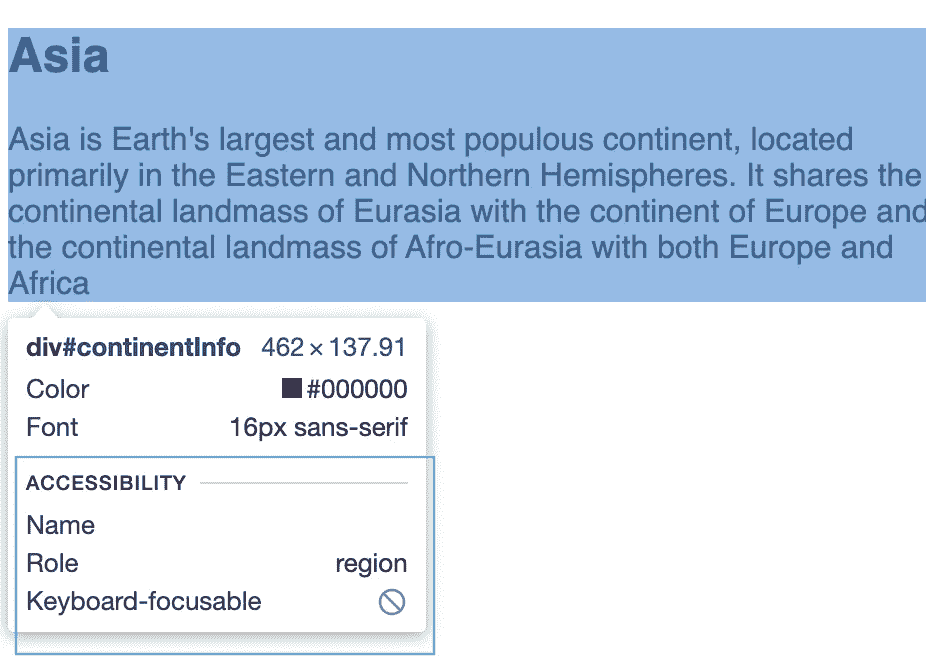 Asia
Asia is Earth's largest and most populous continent, located
primarily in the Eastern and Northern Hemispheres. It shares the
continental landmass of Eurasia with the continent of Europe and
the continental landmass of Afro-Eurasia with both Europe and
Africa
div#continentInfo 462 × 137.91
Color #000000
Font 16px sans-serif
ACCESSIBILITY
Name
Role region
Keyboard-focusable